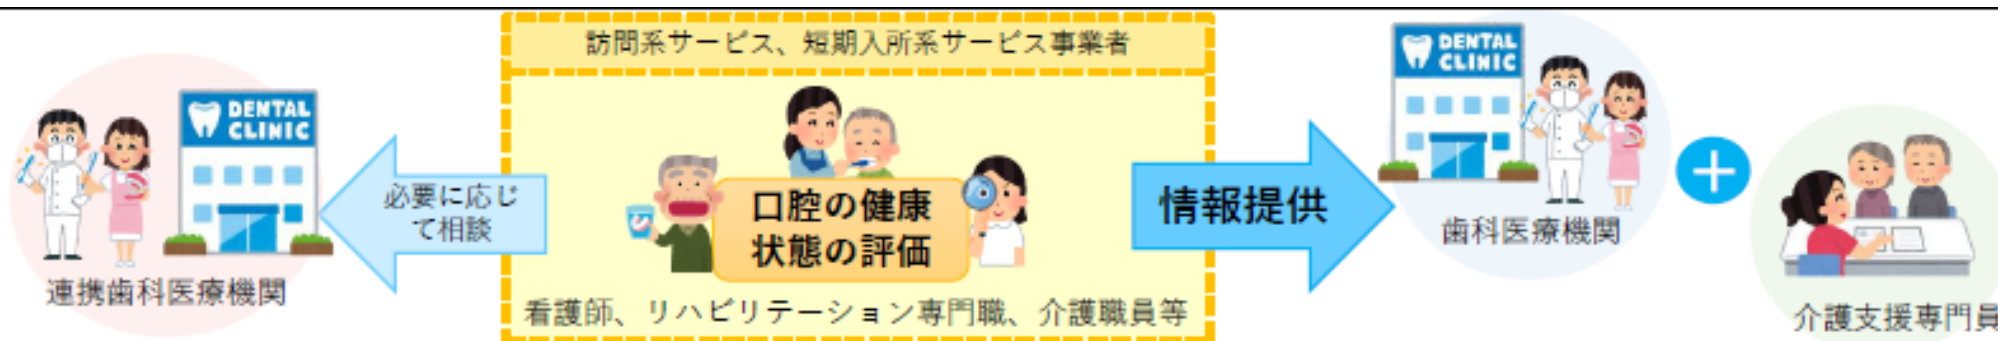 DENTAL
CLINIC
連携歯科医療機関
必要に応じ
て相談
訪問系サービス、短期入所系サービス事業者
口腔の健康
状態の評価
看護師、リハビリテーション専門職、介護職員等
情報提供
DENTAL
CLINIC
歯科医療機関
介護支援専門員